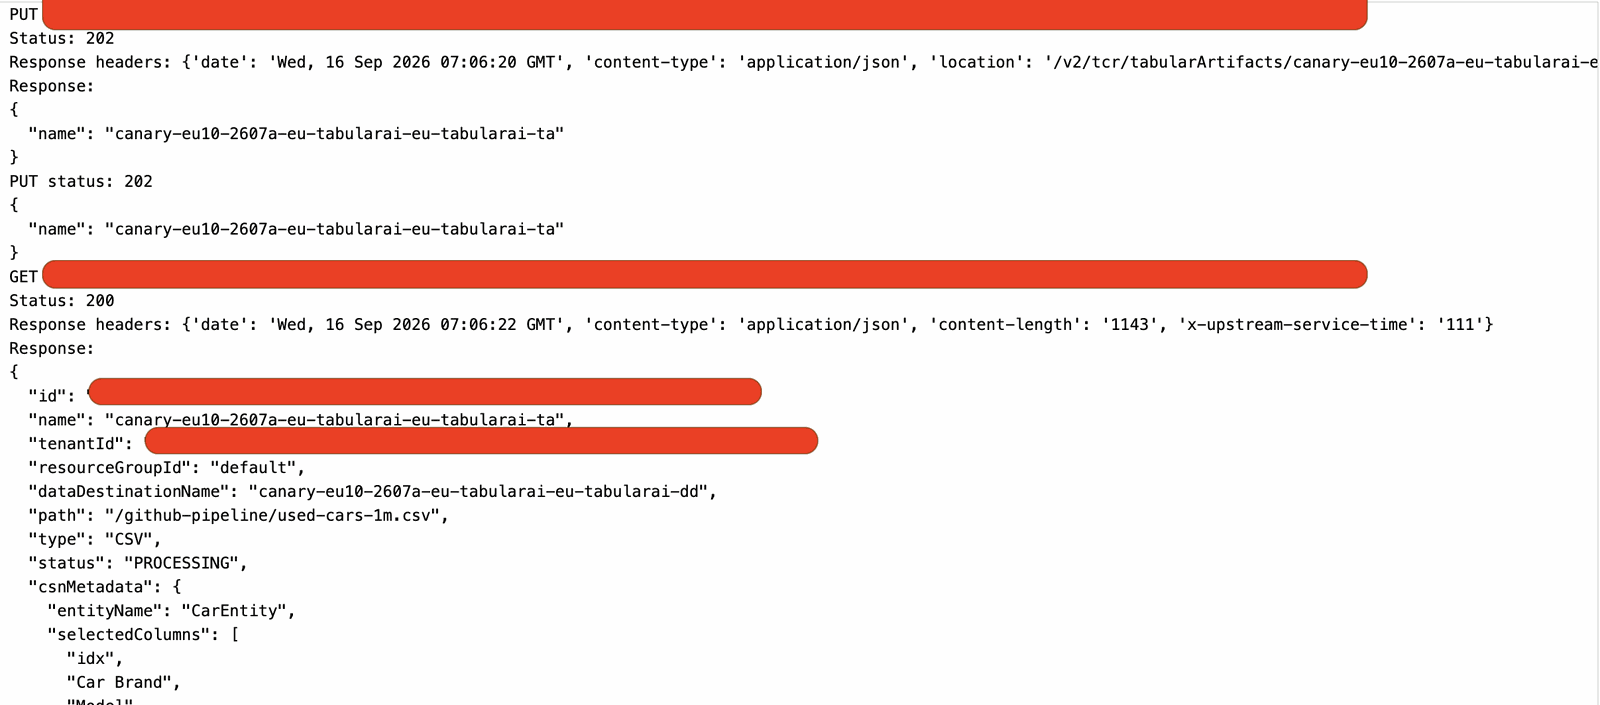 PUT
Status: 202
Response headers: {'date': 'Wed, 16 Sep 2026 07:06:20 GMT', 'content-type': 'application/json', 'location': '/v2/tcr/tabularArtifacts/canary-eu10-2607a-eu-tabularai-e
Response:
{
  "name": "canary-eu10-2607a-eu-tabularai-eu-tabularai-ta"
}
PUT status: 202
{
  "name": "canary-eu10-2607a-eu-tabularai-eu-tabularai-ta"
}
GET
Status: 200
Response headers: {'date': 'Wed, 16 Sep 2026 07:06:22 GMT', 'content-type': 'application/json', 'content-length': '1143', 'x-upstream-service-time': '111'}
Response:
{
  "id": "
  "name": "canary-eu10-2607a-eu-tabularai-eu-tabularai-ta",
  "tenantId":
  "resourceGroupId": "default",
  "dataDestinationName": "canary-eu10-2607a-eu-tabularai-eu-tabularai-dd",
  "path": "/github-pipeline/used-cars-1m.csv",
  "type": "CSV",
  "status": "PROCESSING",
  "csnMetadata": {
    "entityName": "CarEntity",
    "selectedColumns": [
      "idx",
      "Car Brand",
      "Model"